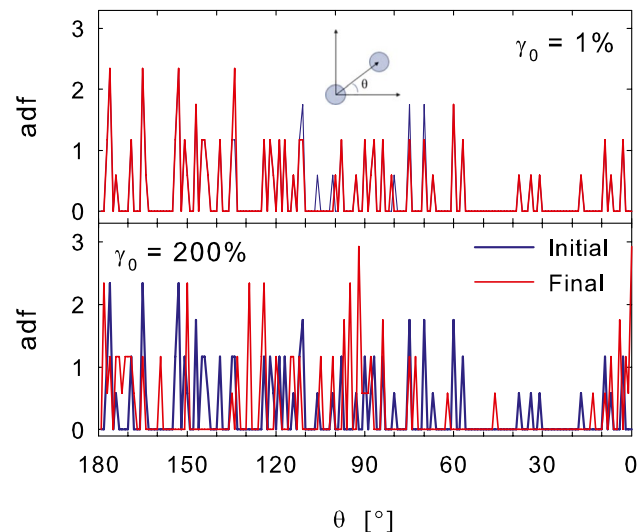 γ₀ = 1%
θ
adf
3
2
1
0
γ₀ = 200%
Initial
Final
adf
3
2
1
0
180 150 120 90 60 30 0
θ [°]